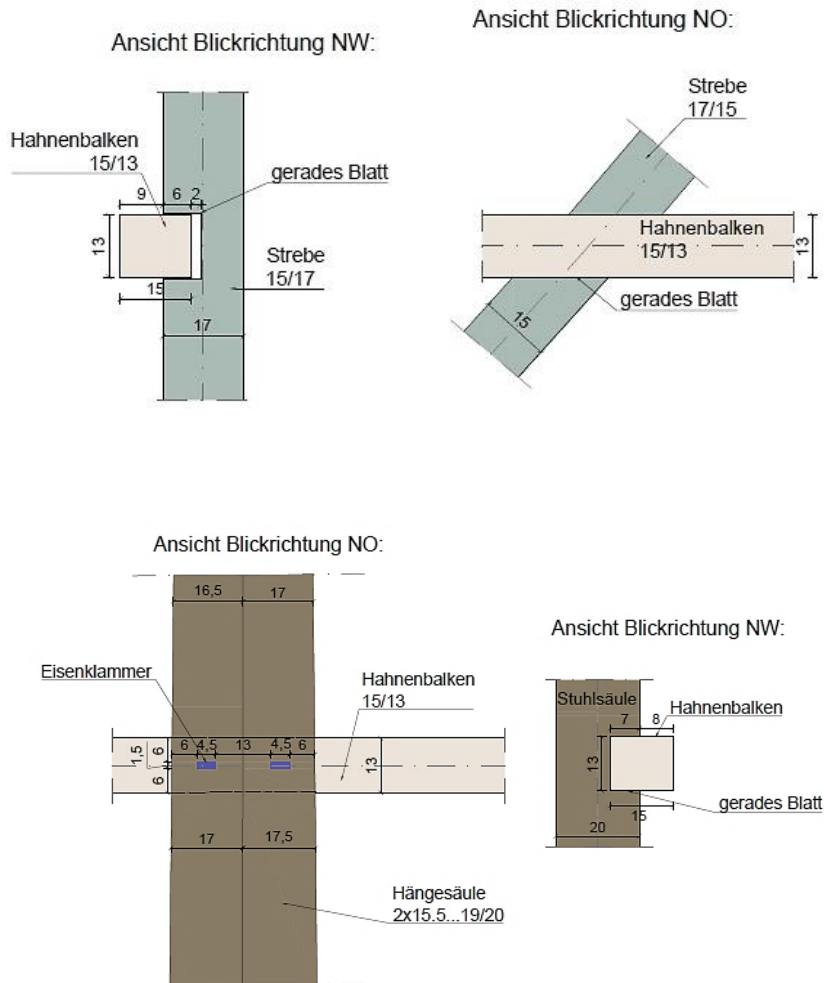 Ansicht Blickrichtung NW:
Hahnenbalken
15/13
9
6
2
gerades Blatt
13
15
Strebe
15/17
17
Ansicht Blickrichtung NO:
Strebe
17/15
Hahnenbalken
15/13
13
gerades Blatt
15
Ansicht Blickrichtung NO:
16,5
17
Eisenklammer
Hahnenbalken
15/13
1,5
6
6
6
4,5
13
4,5
6
13
17
17,5
Hängesäule
2x15.5...19/20
Ansicht Blickrichtung NW:
Stuhlsäule
Hahnenbalken
7
8
13
gerades Blatt
15
20